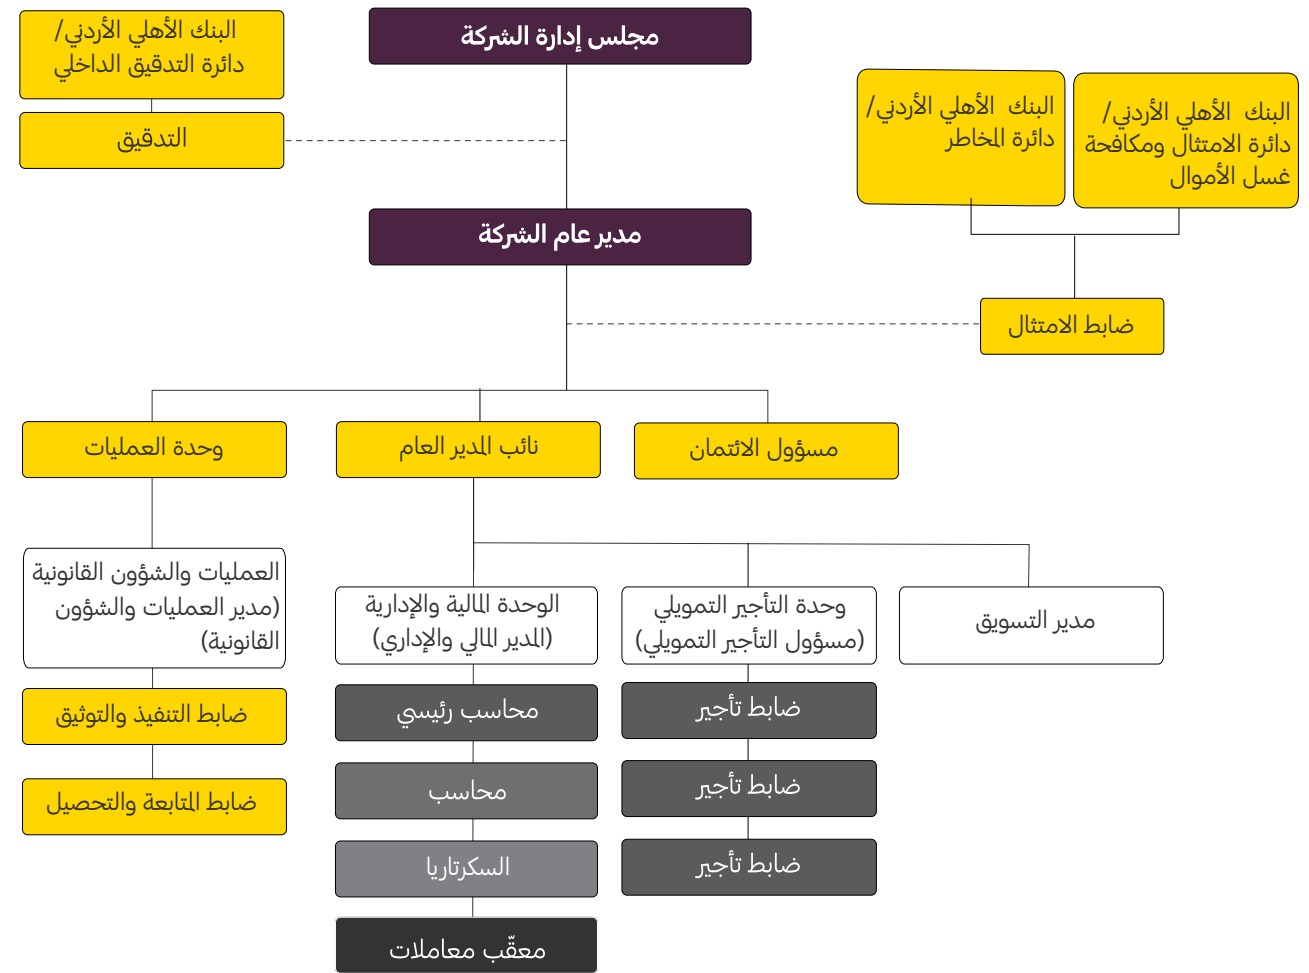 مجلس إدارة الشركة
البنك الأهلي الأردني/
دائرة التدقيق الداخلي
التدقيق
البنك الأهلي الأردني/
دائرة الامتثال ومكافحة
غسل الأموال
البنك الأهلي الأردني/
دائرة المخاطر
مدير عام الشركة
ضابط الامتثال
مسؤول الائتمان
نائب المدير العام
وحدة العمليات
مدير التسويق
وحدة التأجير التمويلي
(مسؤول التأجير التمويلي)
ضابط تأجير
ضابط تأجير
ضابط تأجير
الوحدة المالية والإدارية
(المدير المالي والإداري)
محاسب رئيسي
محاسب
السكرتاريا
معقّب معاملات
العمليات والشؤون القانونية
(مدير العمليات والشؤون
القانونية)
ضابط التنفيذ والتوثيق
ضابط المتابعة والتحصيل